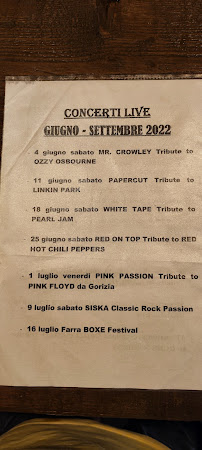 CONCERTI LIVE
GIUGNO - SETTEMBRE 2022
4 giugno sabato MR. CROWLEY Tribute to
OZZY OSBOURNE
11 giugno sabato PAPERCUT Tribute to
LINKIN PARK
18 giugno sabato WHITE TAPE Tribute to
PEARL JAM
- 25 giugno sabato RED ON TOP Tribute to RED
HOT CHILI PEPPERS
- 1 luglio venerdì PINK PASSION Tribute to
PINK FLOYD da Gorizia
- 9 luglio sabato SISKA Classic Rock Passion
- 16 luglio Farra BOXE Festival